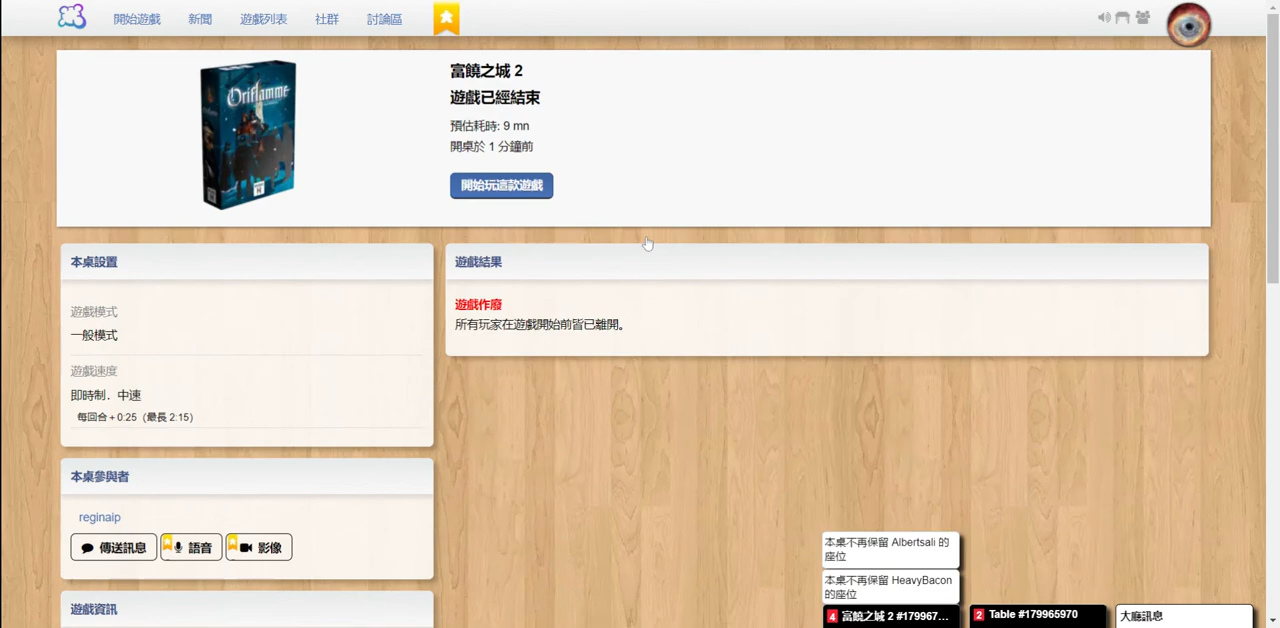 開始遊戲 新聞 遊戲列表 社群 討論區
Oriflamme
富饒之城 2
遊戲已經結束
預估耗時: 9 mn
開桌於 1 分鐘前
開始玩這款遊戲
本桌設置
遊戲模式
一般模式
遊戲速度
即時制．中速
每回合 + 0:25（最長 2:15）
本桌參與者
reginaip
傳送訊息 語音 影像
遊戲資訊
遊戲結果
遊戲作廢
所有玩家在遊戲開始前皆已離開。
本桌不再保留 Albertsali 的
座位
本桌不再保留 HeavyBacon
的座位
4 富饒之城 2 #179967…
2 Table #179965970
大廳訊息